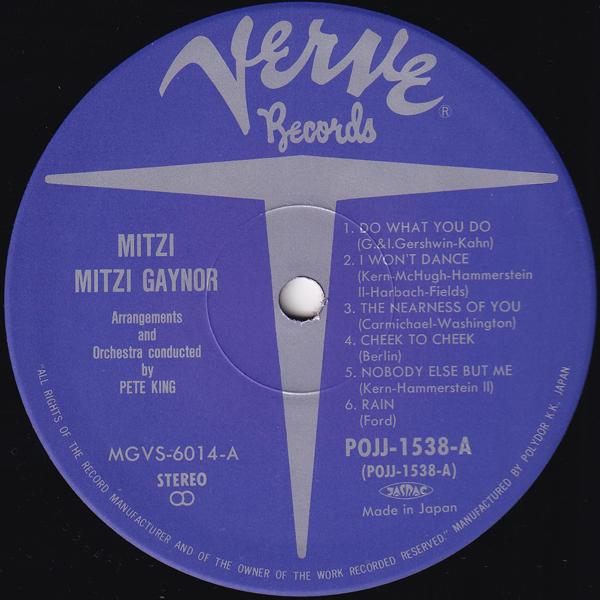 Verve
Records
®
MITZI
MITZI GAYNOR
Arrangements
and
Orchestra conducted
by
PETE KING
MGVS-6014-A
STEREO
1. DO WHAT YOU DO
(G.&I.Gershwin-Kahn)
2. I WON'T DANCE
(Kern-McHugh-Hammerstein
II-Harbach-Fields)
3. THE NEARNESS OF YOU
(Carmichael-Washington)
4. CHEEK TO CHEEK
(Berlin)
5. NOBODY ELSE BUT ME
(Kern-Hammerstein II)
6. RAIN
(Ford)
POJJ-1538-A
(POJJ-1538-A)
JASRAC
Made in Japan
"ALL RIGHTS OF THE RECORD MANUFACTURER AND OF THE OWNER OF THE WORK RECORDED RESERVED." MANUFACTURED BY POLYDOR K.K. JAPAN